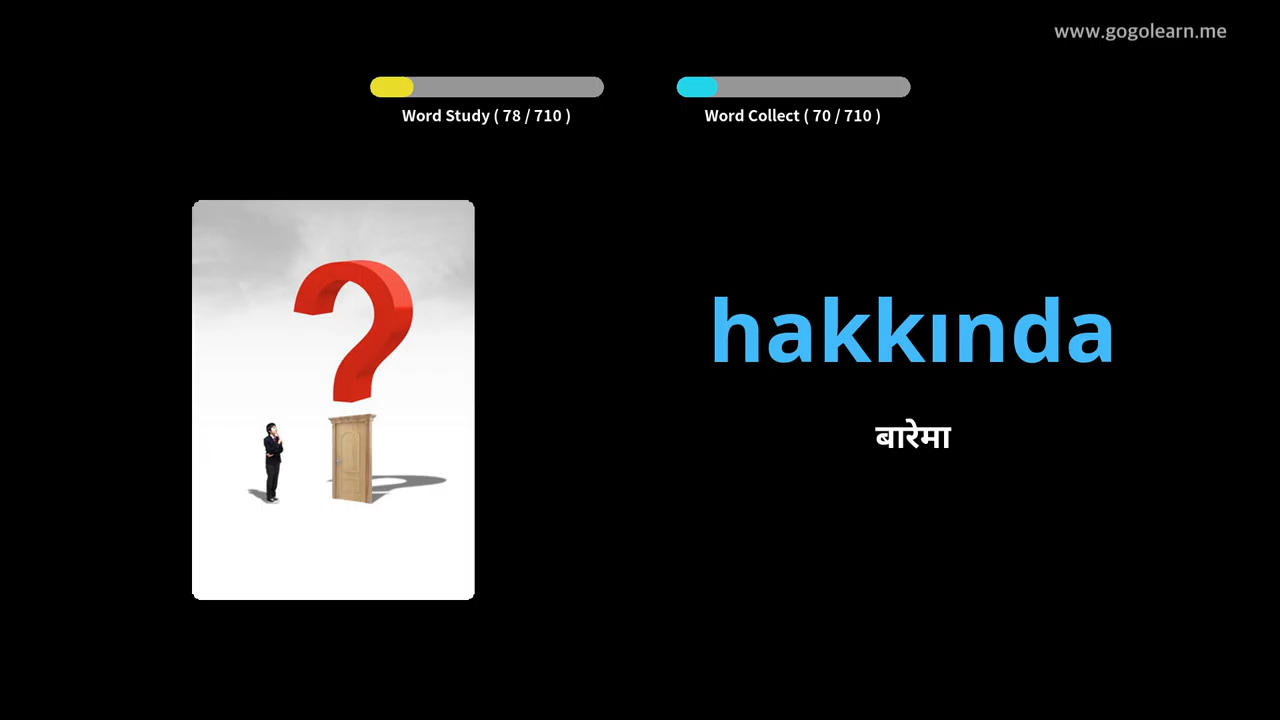 www.gogolearn.me
Word Study ( 78 / 710 )
Word Collect ( 70 / 710 )
hakkında
बारेमा